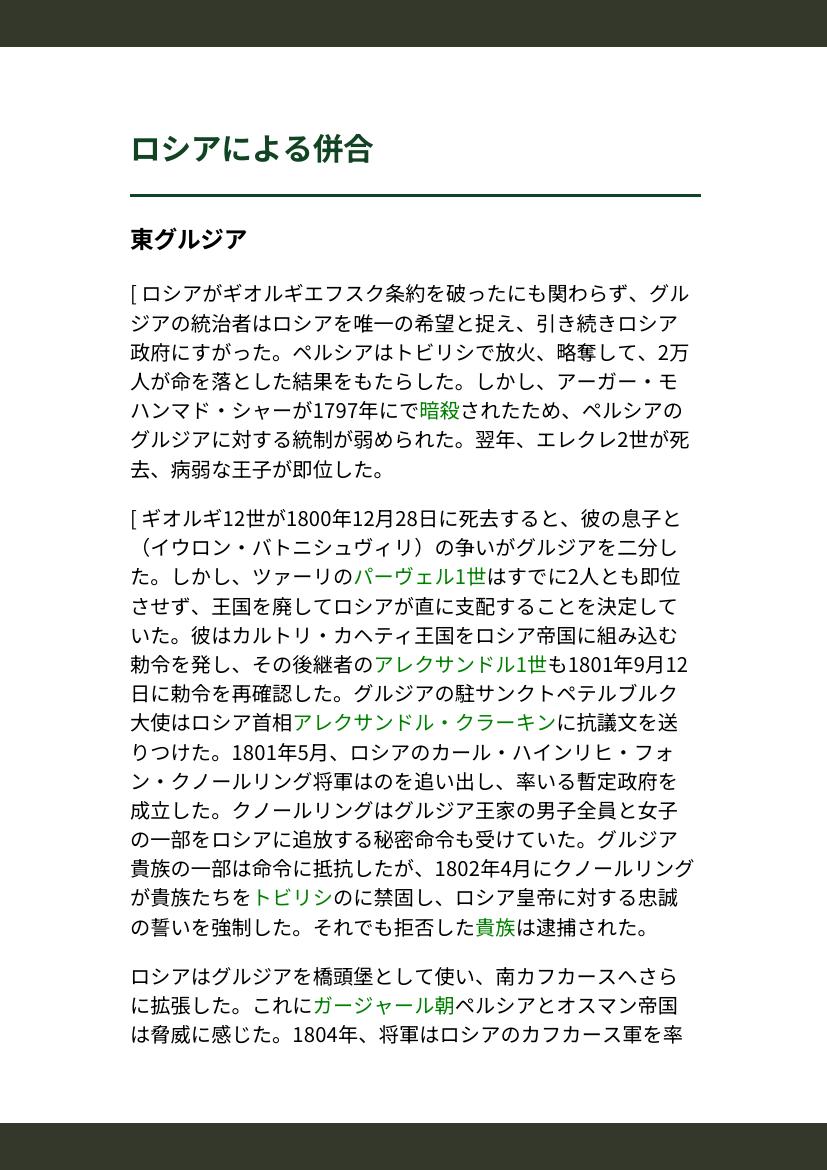 ロシアによる併合
東グルジア
[ ロシアがギオルギエフスク条約を破ったにも関わらず、グル
ジアの統治者はロシアを唯一の希望と捉え、引き続きロシア
政府にすがった。ペルシアはトビリシで放火、略奪して、2万
人が命を落とした結果をもたらした。しかし、アーガー・モ
ハンマド・シャーが1797年にで暗殺されたため、ペルシアの
グルジアに対する統制が弱められた。翌年、エレクレ2世が死
去、病弱な王子が即位した。
[ ギオルギ12世が1800年12月28日に死去すると、彼の息子と
（イウロン・バトニシュヴィリ）の争いがグルジアを二分し
た。しかし、ツァーリのパーヴェル1世はすでに2人とも即位
させず、王国を廃してロシアが直に支配することを決定して
いた。彼はカルトリ・カヘティ王国をロシア帝国に組み込む
勅令を発し、その後継者のアレクサンドル1世も1801年9月12
日に勅令を再確認した。グルジアの駐サンクトペテルブルク
大使はロシア首相アレクサンドル・クラーキンに抗議文を送
りつけた。1801年5月、ロシアのカール・ハインリヒ・フォ
ン・クノールリング将軍はのを追い出し、率いる暫定政府を
成立した。クノールリングはグルジア王家の男子全員と女子
の一部をロシアに追放する秘密命令も受けていた。グルジア
貴族の一部は命令に抵抗したが、1802年4月にクノールリング
が貴族たちをトビリシのに禁固し、ロシア皇帝に対する忠誠
の誓いを強制した。それでも拒否した貴族は逮捕された。
ロシアはグルジアを橋頭堡として使い、南カフカースへさら
に拡張した。これにガージャール朝ペルシアとオスマン帝国
は脅威に感じた。1804年、将軍はロシアのカフカース軍を率